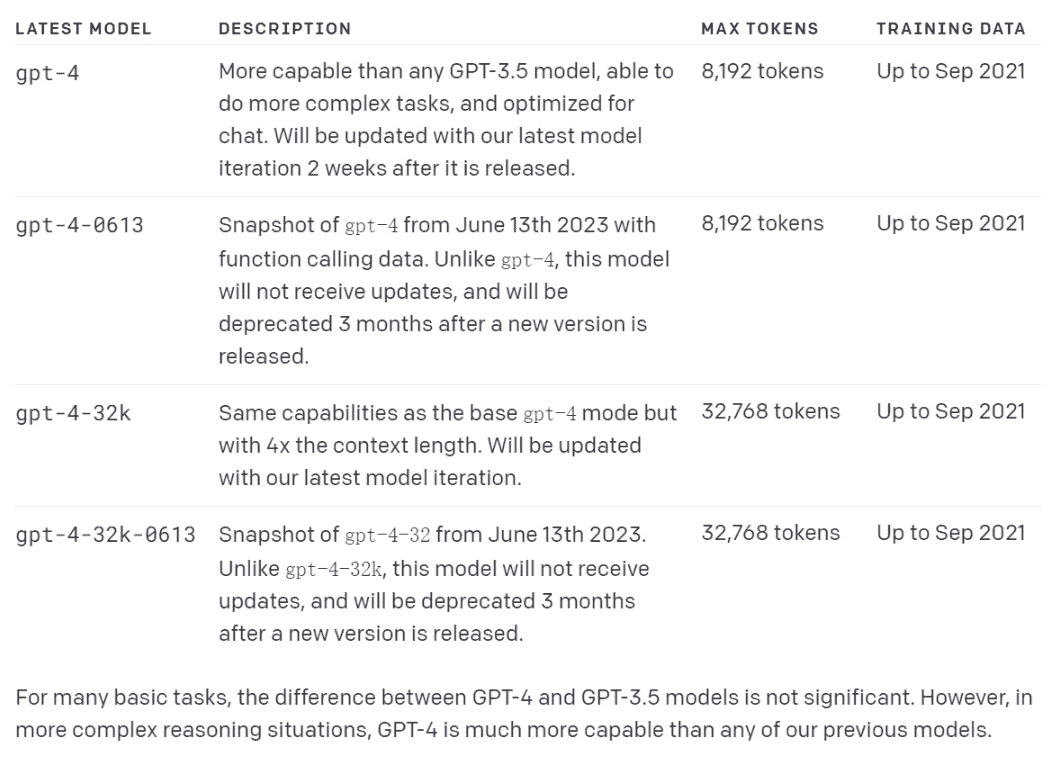 LATEST MODEL DESCRIPTION MAX TOKENS TRAINING DATA
gpt-4 More capable than any GPT-3.5 model, able to 8,192 tokens Up to Sep 2021
do more complex tasks, and optimized for
chat. Will be updated with our latest model
iteration 2 weeks after it is released.
gpt-4-0613 Snapshot of gpt-4 from June 13th 2023 with 8,192 tokens Up to Sep 2021
function calling data. Unlike gpt-4, this model
will not receive updates, and will be
deprecated 3 months after a new version is
released.
gpt-4-32k Same capabilities as the base gpt-4 mode but 32,768 tokens Up to Sep 2021
with 4x the context length. Will be updated
with our latest model iteration.
gpt-4-32k-0613 Snapshot of gpt-4-32 from June 13th 2023. 32,768 tokens Up to Sep 2021
Unlike gpt-4-32k, this model will not receive
updates, and will be deprecated 3 months
after a new version is released.
For many basic tasks, the difference between GPT-4 and GPT-3.5 models is not significant. However, in
more complex reasoning situations, GPT-4 is much more capable than any of our previous models.